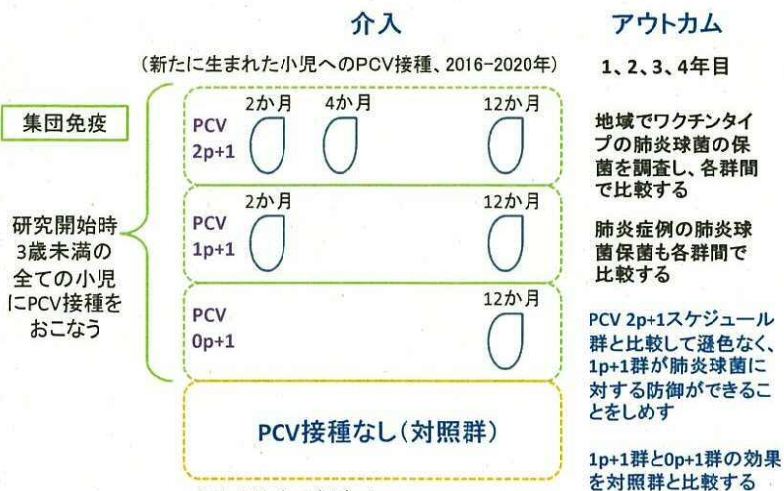 介入
アウトカム
(新たに生まれた小児へのPCV接種、2016-2020年)
1、2、3、4年目
集団免疫
研究開始時
3歳未満の
全ての小児
にPCV接種を
おこなう
PCV
2p+1
2か月
4か月
12か月
PCV
1p+1
2か月
12か月
PCV
0p+1
12か月
PCV接種なし(対照群)
地域でワクチンタイ
プの肺炎球菌の保
菌を調査し、各群間
で比較する
肺炎症例の肺炎球
菌保菌も各群間で
比較する
PCV 2p+1スケジュール
群と比較して遜色なく、
1p+1群が肺炎球菌に
対する防御ができるこ
とをしめす
1p+1群と0p+1群の効果
を対照群と比較する